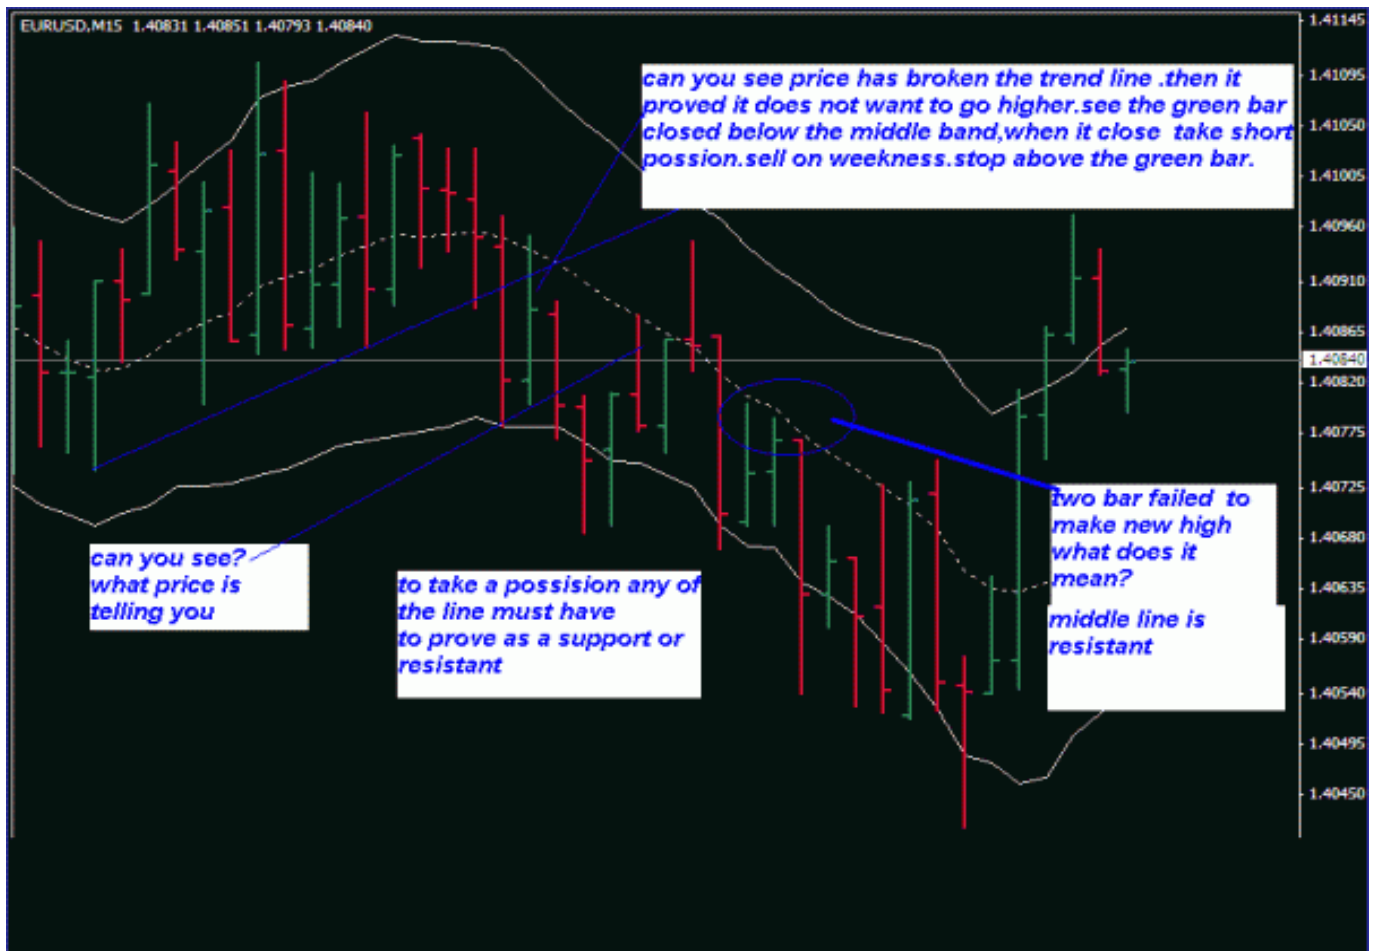 EURUSD,M15 1.40831 1.40851 1.40793 1.40840
can you see price has broken the trend line .then it
proved it does not want to go higher.see the green bar
closed below the middle band,when it close take short
possion.sell on weekness.stop above the green bar.
can you see?
what price is
telling you
to take a possision any of
the line must have
to prove as a support or
resistant
two bar failed to
make new high
what does it
mean?
middle line is
resistant
1.41145
1.41095
1.41050
1.41005
1.40960
1.40910
1.40865
1.40840
1.40820
1.40775
1.40725
1.40680
1.40635
1.40590
1.40540
1.40495
1.40450